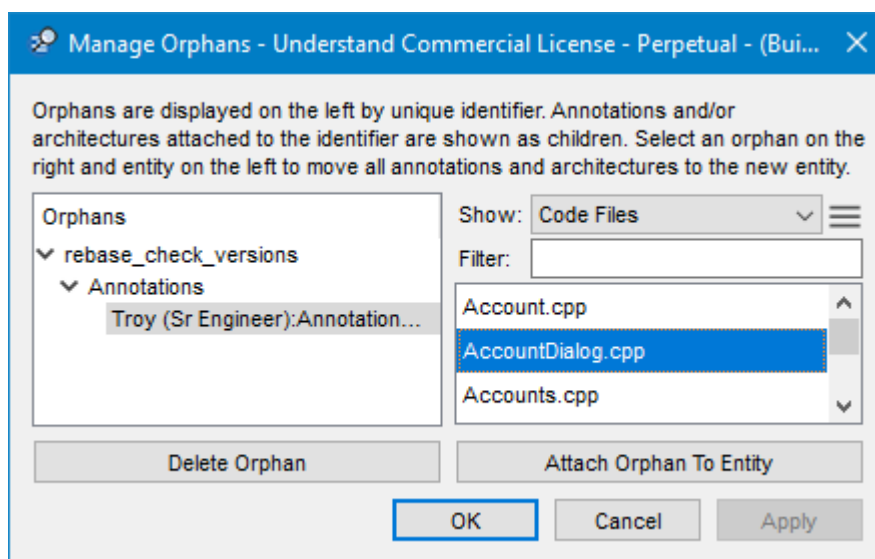 Manage Orphans - Understand Commercial License - Perpetual - (Bui...
Orphans are displayed on the left by unique identifier. Annotations and/or
architectures attached to the identifier are shown as children. Select an orphan on the
right and entity on the left to move all annotations and architectures to the new entity.
Orphans
rebase_check_versions
Annotations
Troy (Sr Engineer):Annotation...
Show: Code Files
Filter:
Account.cpp
AccountDialog.cpp
Accounts.cpp
Delete Orphan
Attach Orphan To Entity
OK
Cancel
Apply